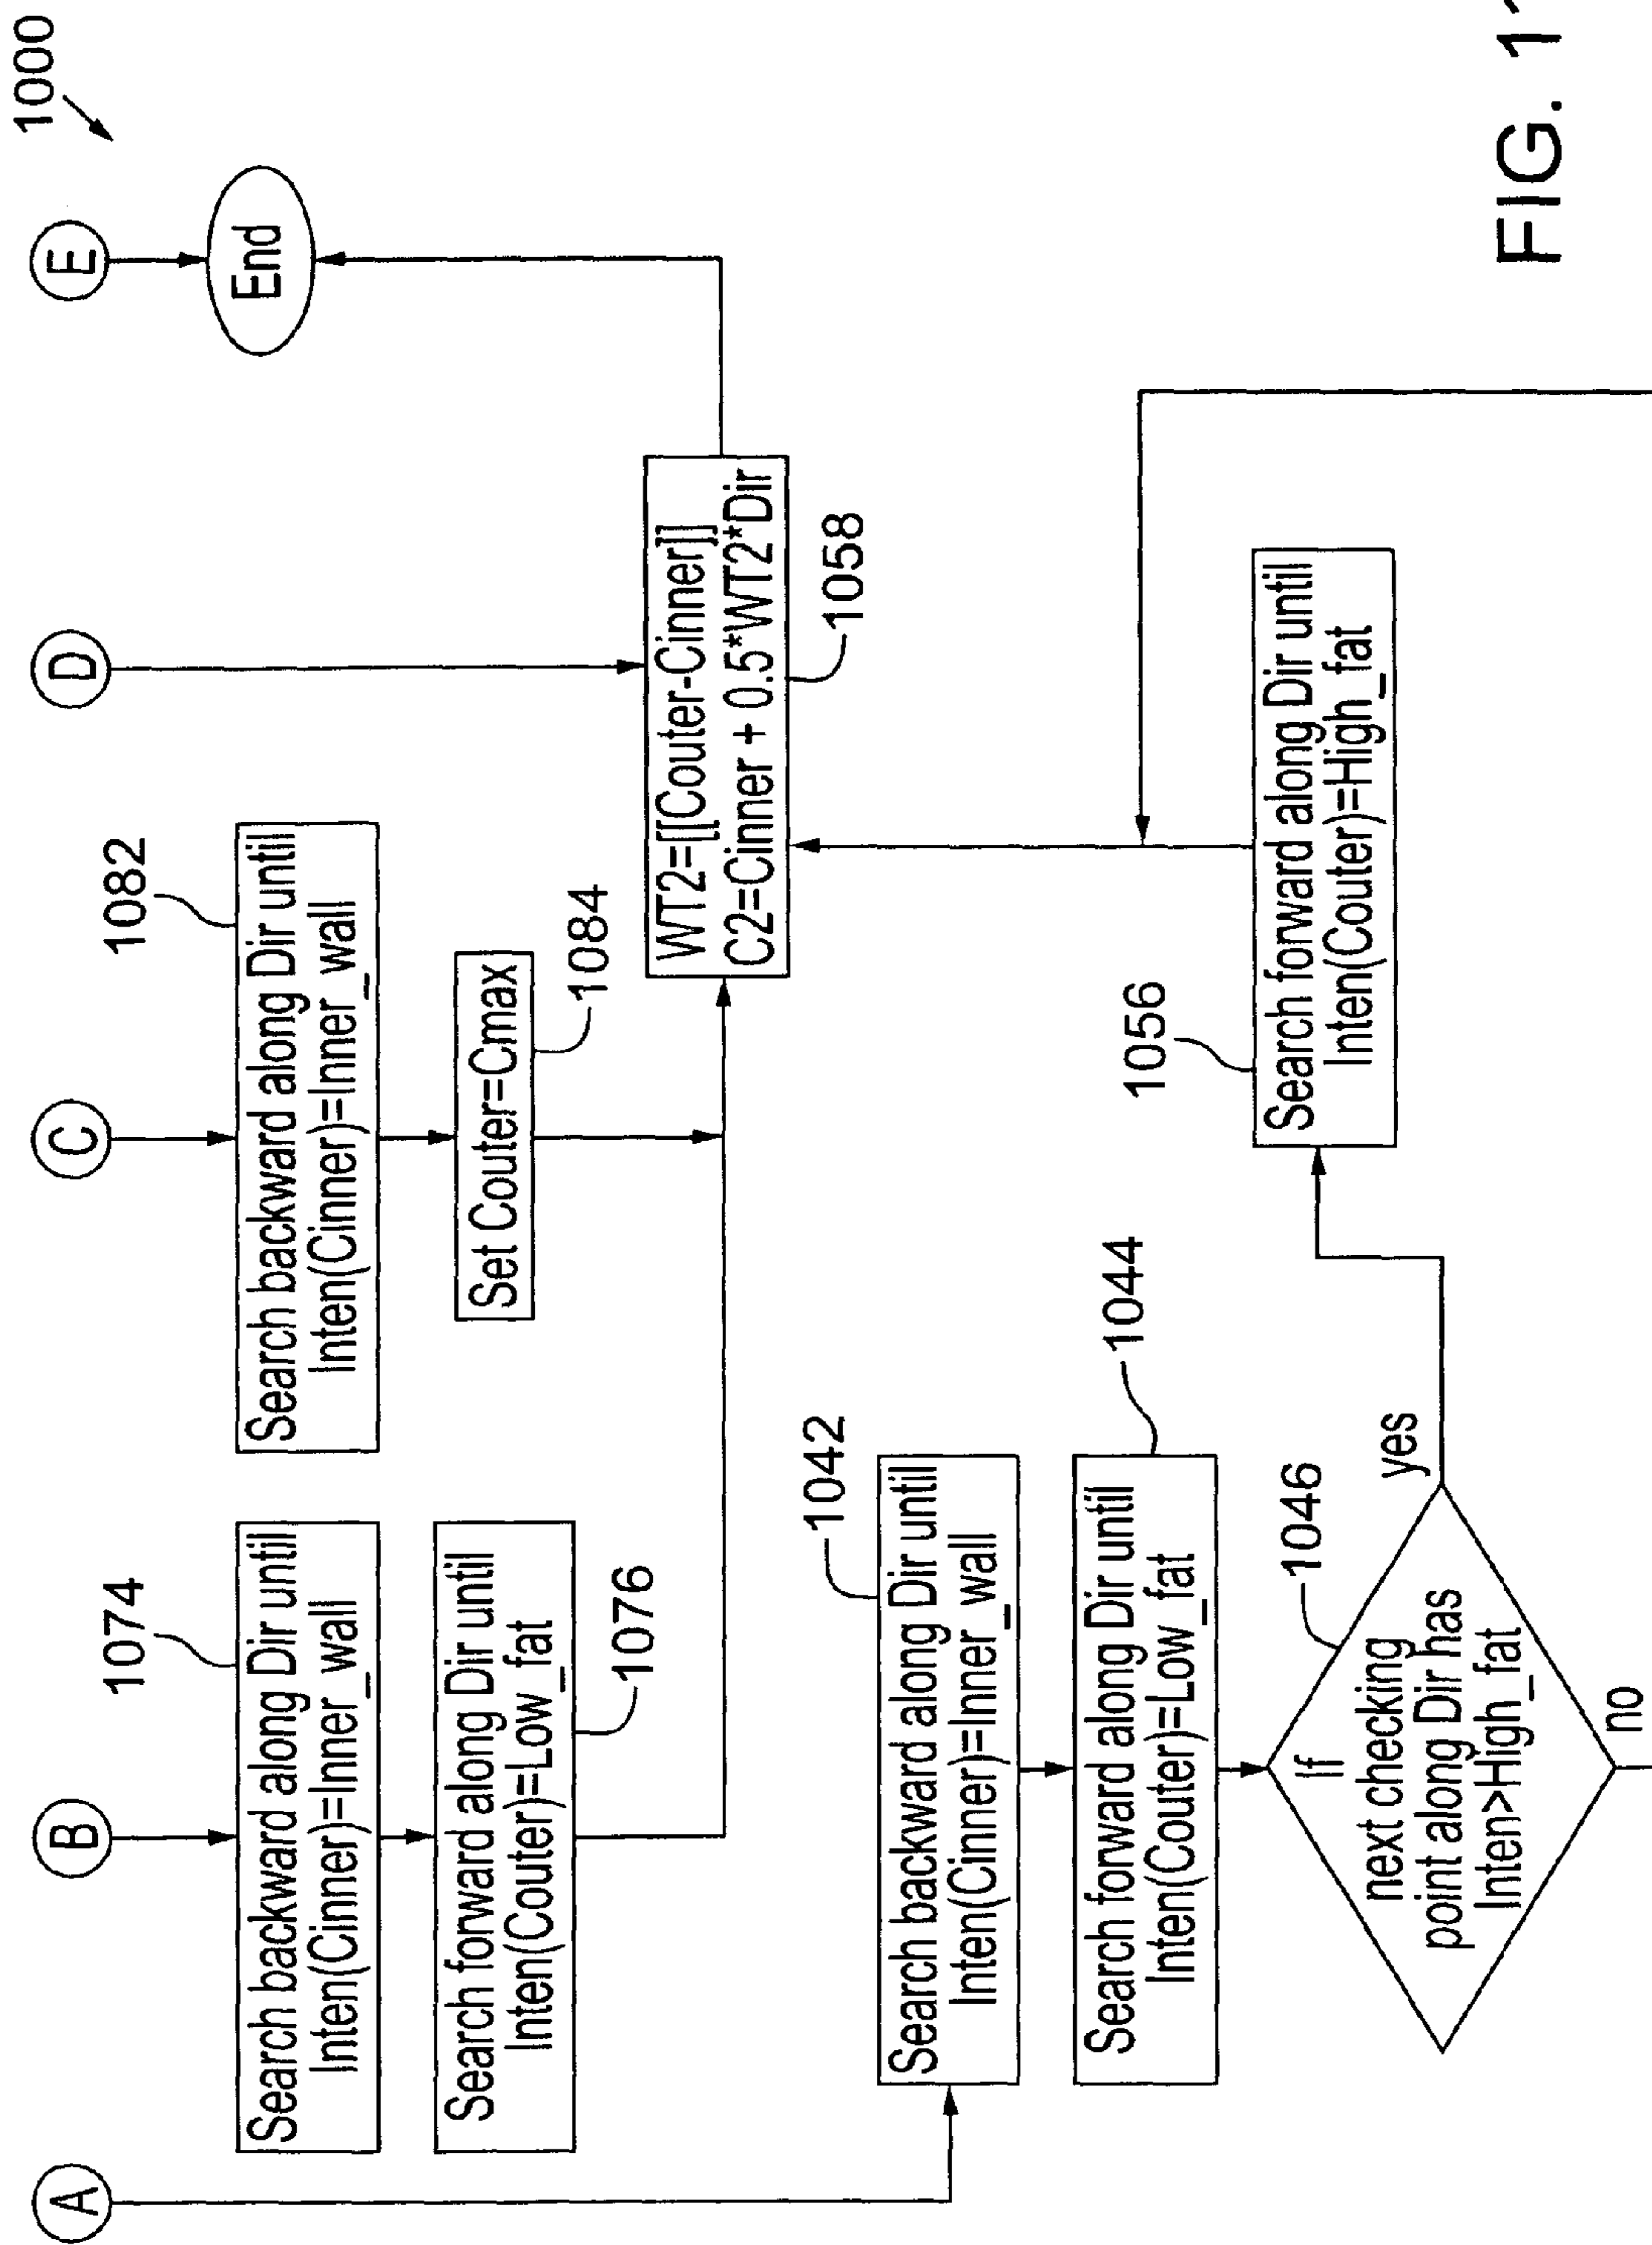 1000
A
B
C
D
E
1074
Search backward along Dir until
Inten(Cinner)=Inner_wall
1082
Search backward along Dir until
Inten(Cinner)=Inner_wall
End
Search forward along Dir until
Inten(Couter)=Low_fat
1076
Set Couter=Cmax
1084
WT2=[[Couter-Cinner]]
C2=Cinner + 0.5*WT2*Dir
1058
1042
Search backward along Dir until
Inten(Cinner)=Inner_wall
Search forward along Dir until
Inten(Couter)=Low_fat
1044
1046
If
next checking
point along Dir has
Inten>High_fat
yes
no
1056
Search forward along Dir until
Inten(Couter)=High_fat